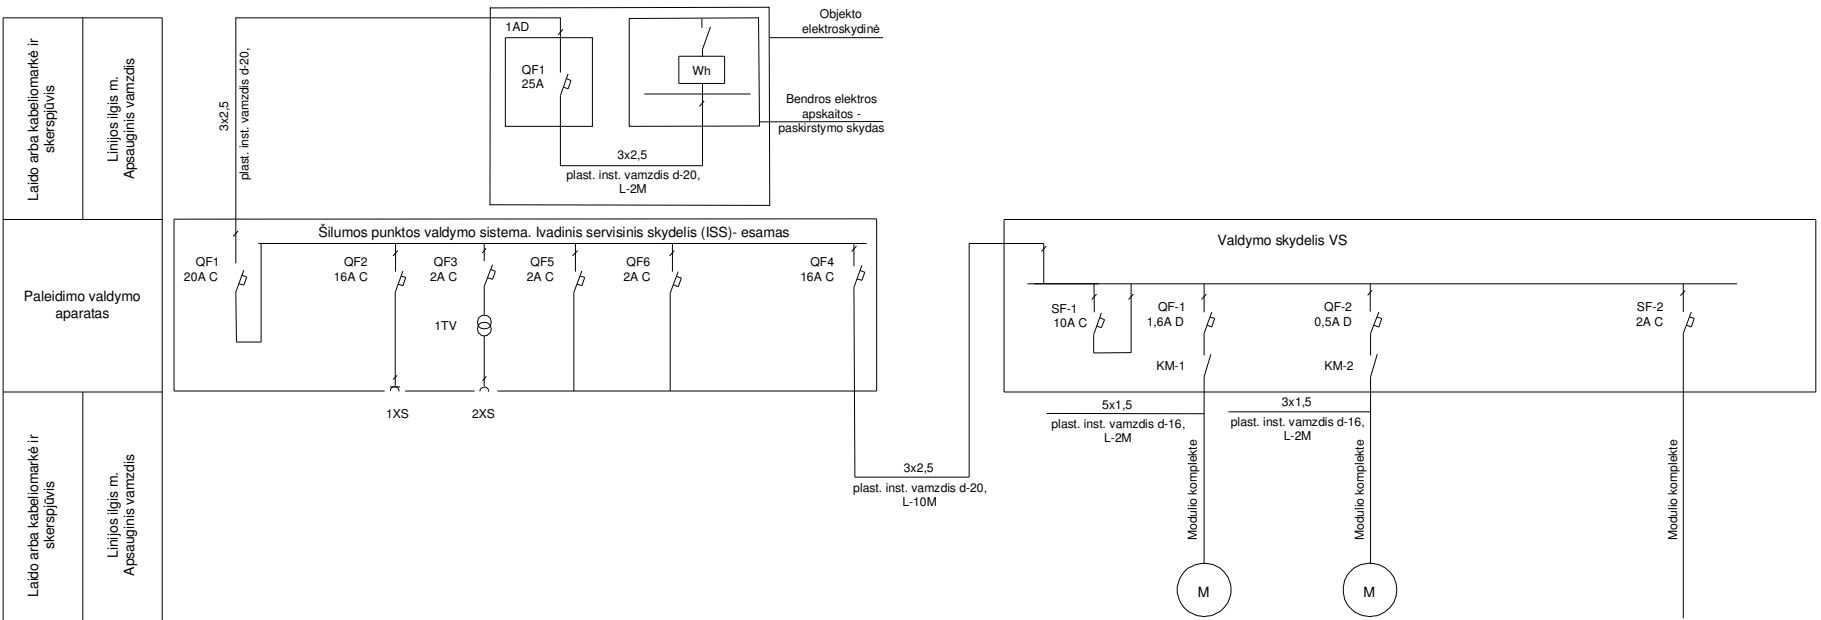 Laido arba kabeliomarkė ir
skerspjūvis
Linijos ilgis m.
Apsauginis vamzdis
3x2,5
plast. inst. vamzdis d-20,
1AD
QF1
25A
Wh
3x2,5
plast. inst. vamzdis d-20,
L-2M
Objekto
elektroskydinė
Bendros elektros
apskaitos -
paskirstymo skydas
Paleidimo valdymo
aparatas
Šilumos punktos valdymo sistema. Ivadinis servisinis skydelis (ISS)- esamas
QF1
20A C
QF2
16A C
QF3
2A C
QF5
2A C
QF6
2A C
QF4
16A C
1TV
1XS
2XS
Valdymo skydelis VS
SF-1
10A C
QF-1
1,6A D
QF-2
0,5A D
SF-2
2A C
KM-1
KM-2
Laido arba kabeliomarkė ir
skerspjūvis
Linijos ilgis m.
Apsauginis vamzdis
3x2,5
plast. inst. vamzdis d-20,
L-10M
5x1,5
plast. inst. vamzdis d-16,
L-2M
3x1,5
plast. inst. vamzdis d-16,
L-2M
Modulio komplekte
Modulio komplekte
Modulio komplekte
M
M